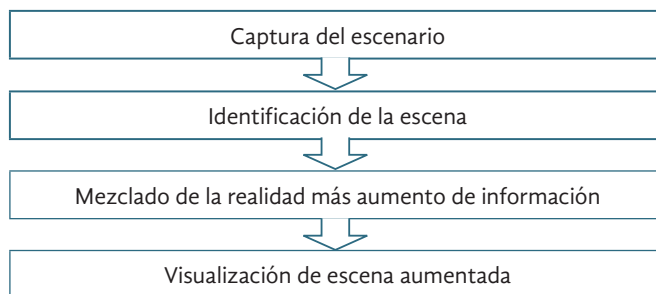 Captura del escenario
Identificación de la escena
Mezclado de la realidad más aumento de información
Visualización de escena aumentada